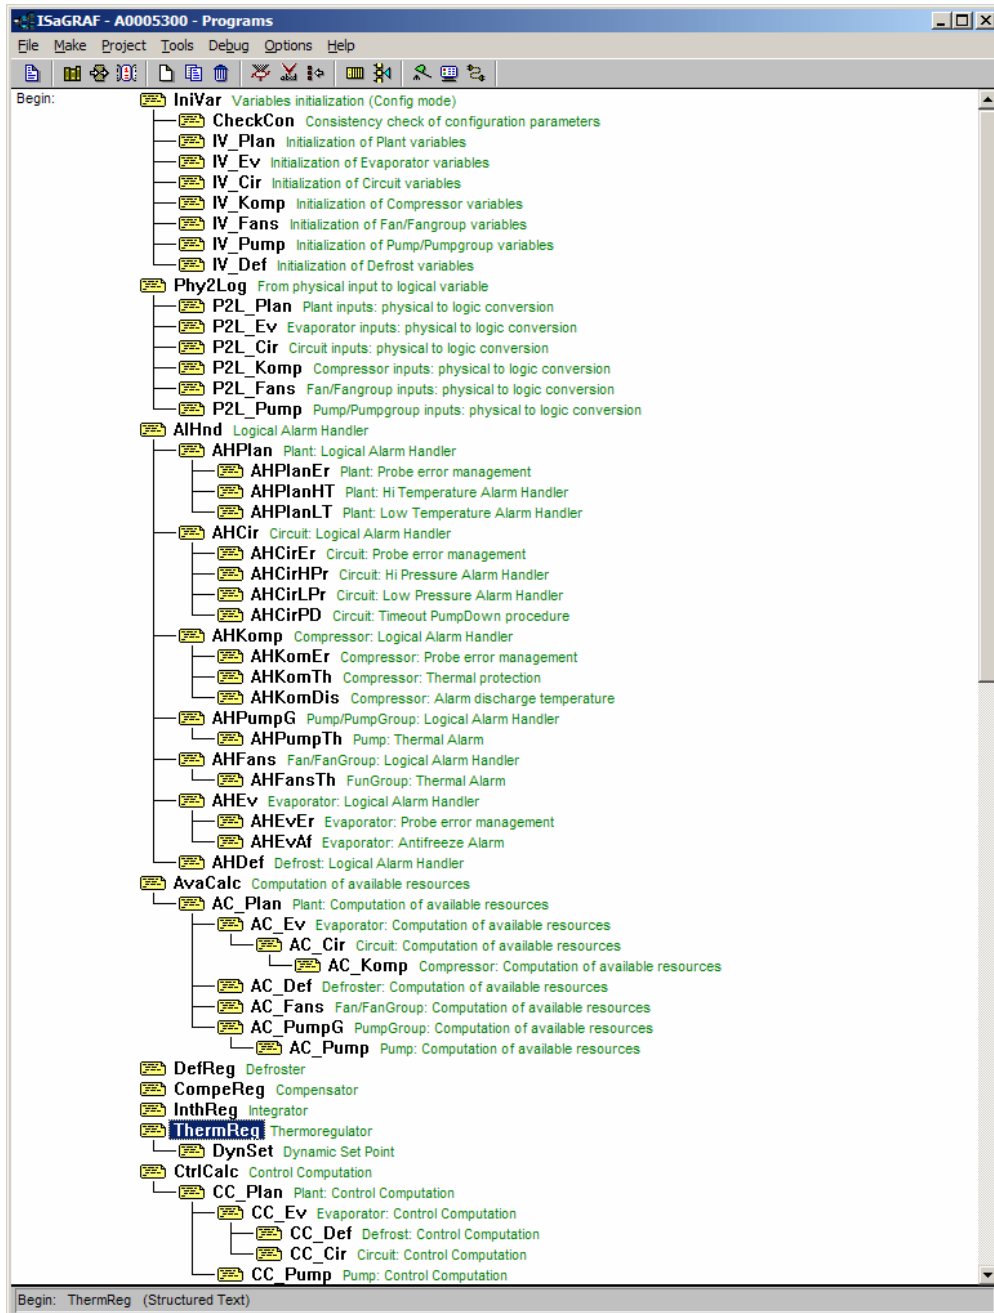 ISaGRAF - A0005300 - Programs
File Make Project Tools Debug Options Help
Begin: IniVar Variables initialization (Config mode)
CheckCon Consistency check of configuration parameters
IV_Plan Initialization of Plant variables
IV_Ev Initialization of Evaporator variables
IV_Cir Initialization of Circuit variables
IV_Komp Initialization of Compressor variables
IV_Fans Initialization of Fan/Fangroup variables
IV_Pump Initialization of Pump/Pumpgroup variables
IV_Def Initialization of Defrost variables
Phy2Log From physical input to logical variable
P2L_Plan Plant inputs: physical to logic conversion
P2L_Ev Evaporator inputs: physical to logic conversion
P2L_Cir Circuit inputs: physical to logic conversion
P2L_Komp Compressor inputs: physical to logic conversion
P2L_Fans Fan/Fangroup inputs: physical to logic conversion
P2L_Pump Pump/Pumpgroup inputs: physical to logic conversion
AlHnd Logical Alarm Handler
AHPlan Plant: Logical Alarm Handler
AHPlanEr Plant: Probe error management
AHPlanHT Plant: Hi Temperature Alarm Handler
AHPlanLT Plant: Low Temperature Alarm Handler
AHCir Circuit: Logical Alarm Handler
AHCirEr Circuit: Probe error management
AHCirHPr Circuit: Hi Pressure Alarm Handler
AHCirLPr Circuit: Low Pressure Alarm Handler
AHCirPD Circuit: Timeout PumpDown procedure
AHKomp Compressor: Logical Alarm Handler
AHKomEr Compressor: Probe error management
AHKomTh Compressor: Thermal protection
AHKomDis Compressor: Alarm discharge temperature
AHPumpG Pump/PumpGroup: Logical Alarm Handler
AHPumpTh Pump: Thermal Alarm
AHFans Fan/FanGroup: Logical Alarm Handler
AHFansTh FunGroup: Thermal Alarm
AHEv Evaporator: Logical Alarm Handler
AHEvEr Evaporator: Probe error management
AHEvAf Evaporator: Antifreeze Alarm
AHDef Defrost: Logical Alarm Handler
AvaCalc Computation of available resources
AC_Plan Plant: Computation of available resources
AC_Ev Evaporator: Computation of available resources
AC_Cir Circuit: Computation of available resources
AC_Komp Compressor: Computation of available resources
AC_Def Defroster: Computation of available resources
AC_Fans Fan/FanGroup: Computation of available resources
AC_PumpG PumpGroup: Computation of available resources
AC_Pump Pump: Computation of available resources
DefReg Defroster
CompeReg Compensator
InthReg Integrator
ThermReg Thermoregulator
DynSet Dynamic Set Point
CtrlCalc Control Computation
CC_Plan Plant: Control Computation
CC_Ev Evaporator: Control Computation
CC_Def Defrost: Control Computation
CC_Cir Circuit: Control Computation
CC_Pump Pump: Control Computation
Begin: ThermReg (Structured Text)